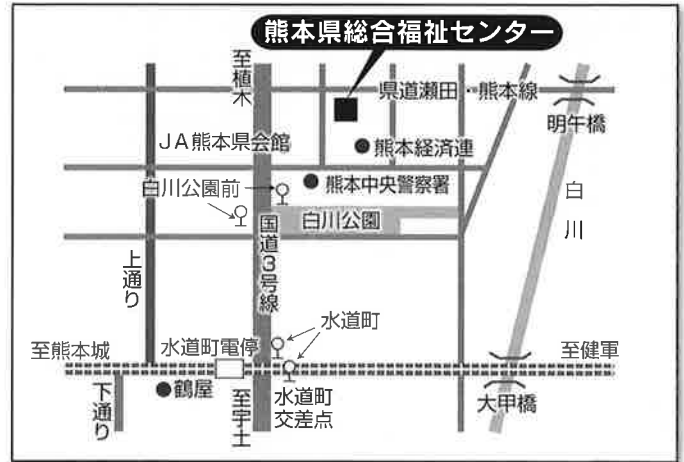 熊本県総合福祉センター
至植木
県道瀬田・熊本線
明午橋
JA熊本県会館
熊本経済連
白川公園前
熊本中央警察署
白川
白川公園
国道3号線
上通り
水道町
至熊本城
水道町電停
至健軍
鶴屋
水道町
交差点
大甲橋
下通り
至宇土